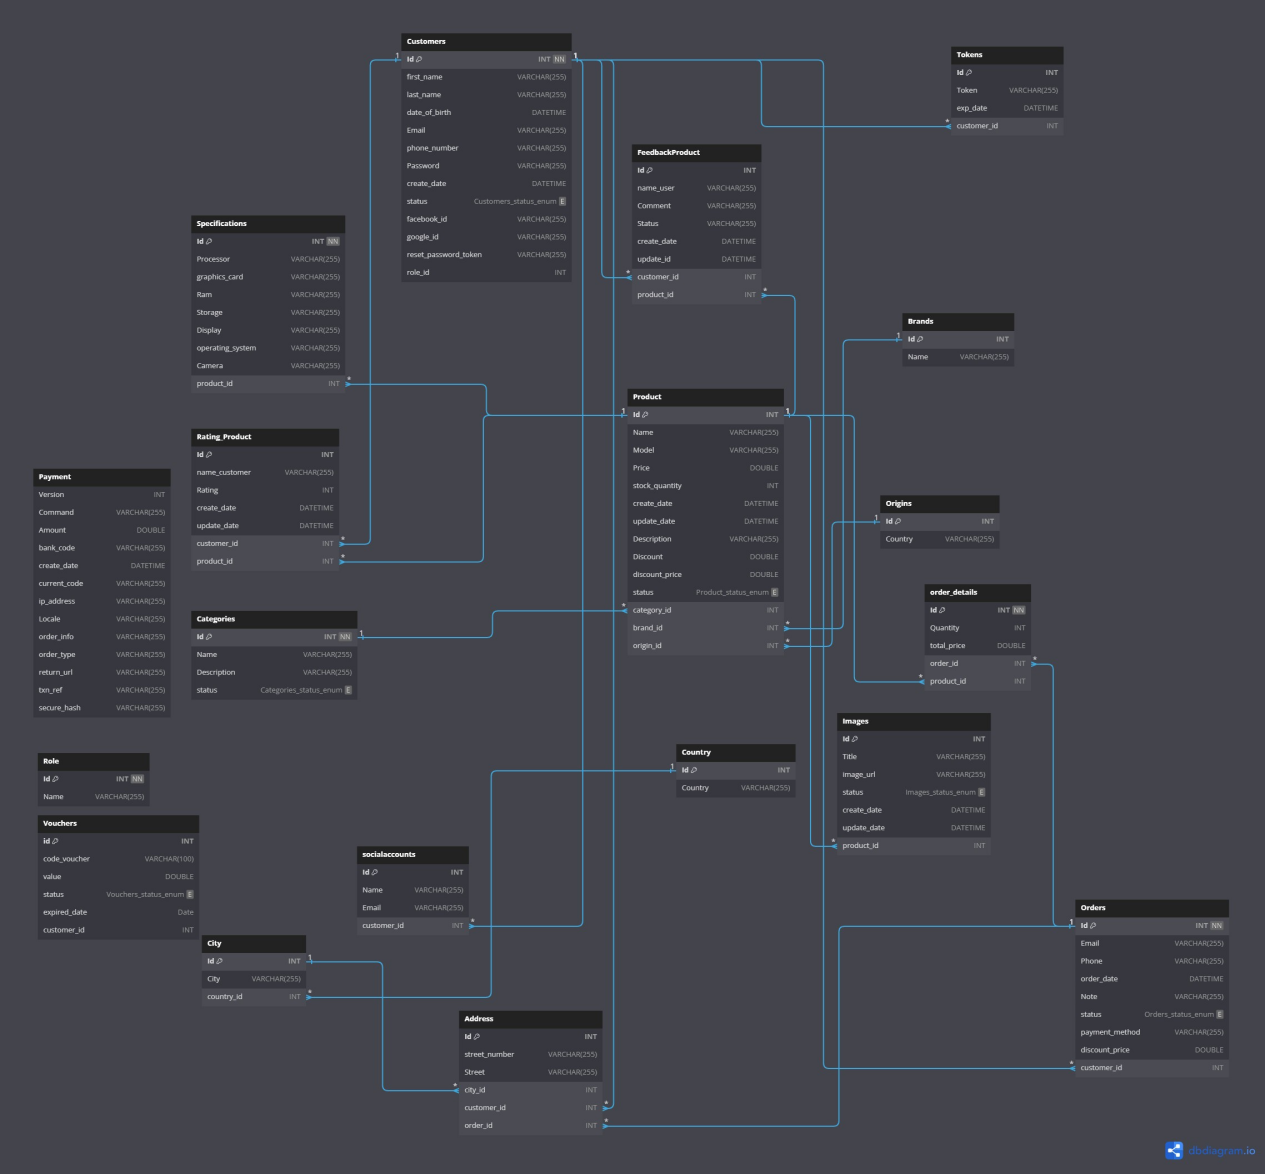 Customers
1 Id INT NN 1
first_name VARCHAR(255)
last_name VARCHAR(255)
date_of_birth DATETIME
Email VARCHAR(255)
phone_number VARCHAR(255)
Password VARCHAR(255)
create_date DATETIME
status Customers_status_enum E
facebook_id VARCHAR(255)
google_id VARCHAR(255)
reset_password_token VARCHAR(255)
role_id INT
Tokens
Id INT
Token VARCHAR(255)
exp_date DATETIME
* customer_id INT
FeedbackProduct
Id INT
name_user VARCHAR(255)
Comment VARCHAR(255)
Status VARCHAR(255)
create_date DATETIME
update_id DATETIME
* customer_id INT
product_id INT *
Specifications
Id INT NN
Processor VARCHAR(255)
graphics_card VARCHAR(255)
Ram VARCHAR(255)
Storage VARCHAR(255)
Display VARCHAR(255)
operating_system VARCHAR(255)
Camera VARCHAR(255)
product_id INT *
Brands
1 Id INT
Name VARCHAR(255)
Product
1 Id INT 1
Name VARCHAR(255)
Model VARCHAR(255)
Price DOUBLE
stock_quantity INT
create_date DATETIME
update_date DATETIME
Description VARCHAR(255)
Discount DOUBLE
discount_price DOUBLE
status Product_status_enum E
* category_id INT
brand_id INT *
origin_id INT *
Rating_Product
Id INT
name_customer VARCHAR(255)
Rating INT
create_date DATETIME
update_date DATETIME
customer_id INT *
product_id INT *
Payment
Version INT
Command VARCHAR(255)
Amount DOUBLE
bank_code VARCHAR(255)
create_date DATETIME
current_code VARCHAR(255)
ip_address VARCHAR(255)
Locale VARCHAR(255)
order_info VARCHAR(255)
order_type VARCHAR(255)
return_url VARCHAR(255)
txn_ref VARCHAR(255)
secure_hash VARCHAR(255)
Origins
1 Id INT
Country VARCHAR(255)
order_details
Id INT NN
Quantity INT
total_price DOUBLE
order_id INT *
* product_id INT
Categories
Id INT NN 1
Name VARCHAR(255)
Description VARCHAR(255)
status Categories_status_enum E
Images
Id INT
Title VARCHAR(255)
image_url VARCHAR(255)
status Images_status_enum E
create_date DATETIME
update_date DATETIME
* product_id INT
Country
1 Id INT
Country VARCHAR(255)
Role
Id INT NN
Name VARCHAR(255)
Vouchers
id INT
code_voucher VARCHAR(100)
value DOUBLE
status Vouchers_status_enum E
expired_date Date
customer_id INT
socialaccounts
Id INT
Name VARCHAR(255)
Email VARCHAR(255)
customer_id INT *
City
Id INT 1
City VARCHAR(255)
country_id INT *
Orders
1 Id INT NN
Email VARCHAR(255)
Phone VARCHAR(255)
order_date DATETIME
Note VARCHAR(255)
status Orders_status_enum E
payment_method VARCHAR(255)
discount_price DOUBLE
* customer_id INT
Address
Id INT
street_number VARCHAR(255)
Street VARCHAR(255)
* city_id INT
customer_id INT *
order_id INT *
dbdiagram.io